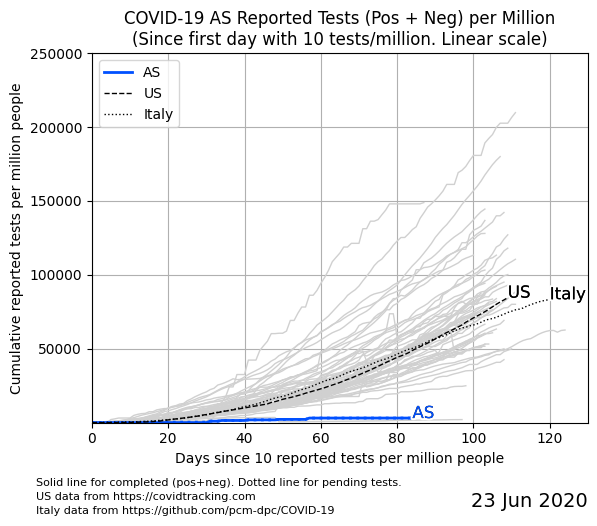 COVID-19 AS Reported Tests (Pos + Neg) per Million
(Since first day with 10 tests/million. Linear scale)
Cumulative reported tests per million people
250000
200000
150000
100000
50000
AS
US
Italy
US
Italy
AS
0 20 40 60 80 100 120
Days since 10 reported tests per million people
Solid line for completed (pos+neg). Dotted line for pending tests.
US data from https://covidtracking.com
Italy data from https://github.com/pcm-dpc/COVID-19
23 Jun 2020